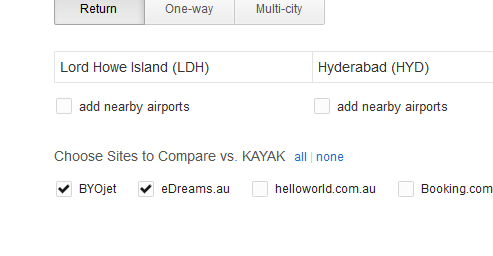 Return One-way Multi-city
Lord Howe Island (LDH) Hyderabad (HYD)
add nearby airports add nearby airports
Choose Sites to Compare vs. KAYAK all | none
BYOjet eDreams.au helloworld.com.au Booking.com